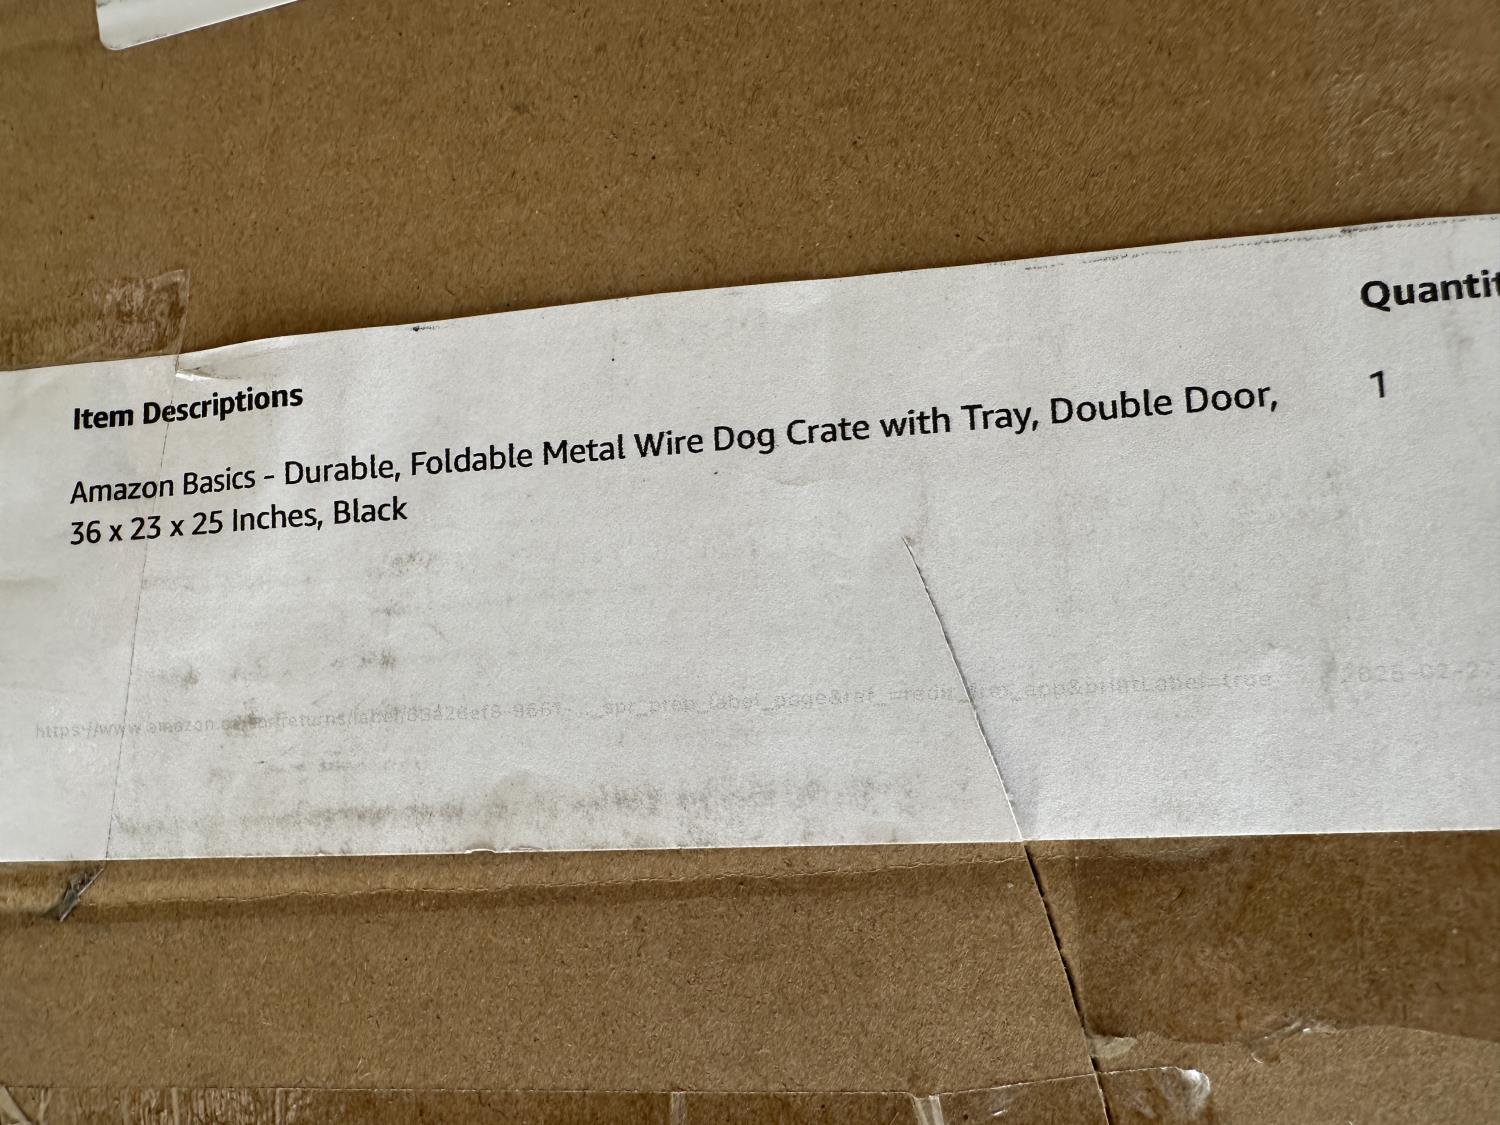 Quantit
Item Descriptions
1
Amazon Basics - Durable, Foldable Metal Wire Dog Crate with Tray, Double Door,
36 x 23 x 25 Inches, Black